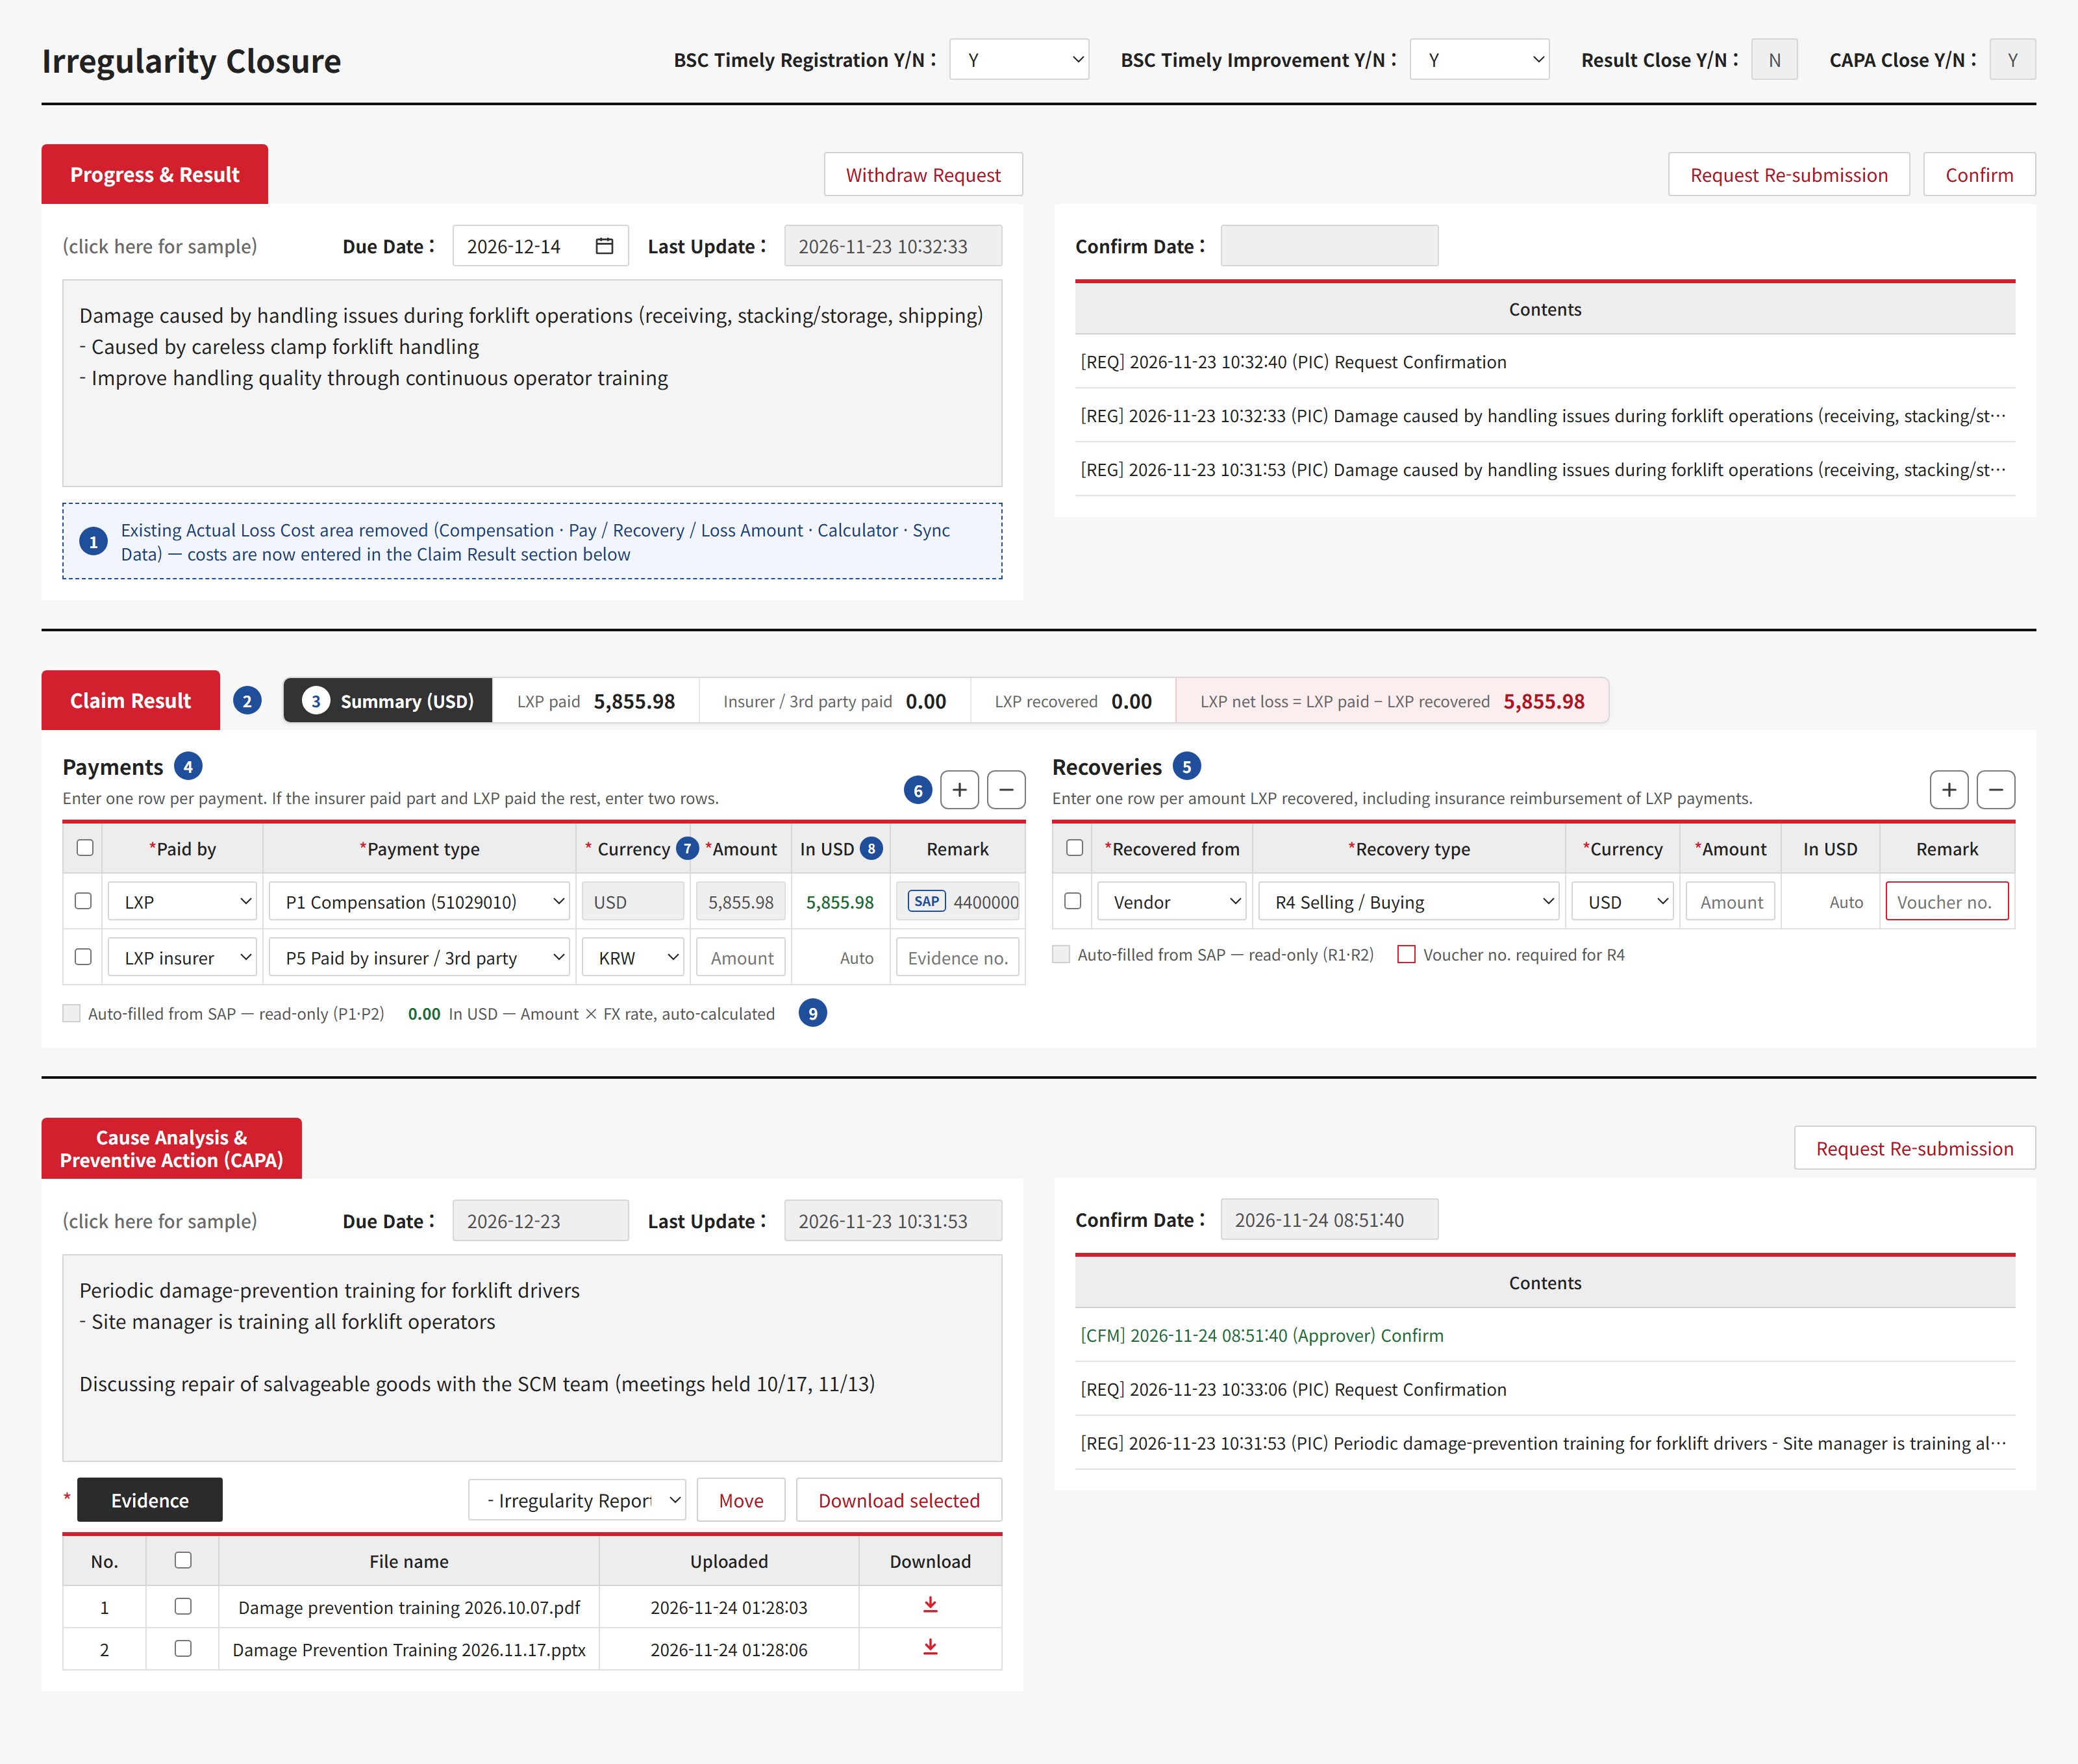 Irregularity Closure
BSC Timely Registration Y/N : Y
BSC Timely Improvement Y/N : Y
Result Close Y/N : N
CAPA Close Y/N : Y
Progress & Result
Withdraw Request
Request Re-submission
Confirm
(click here for sample)
Due Date : 2026-12-14
Last Update : 2026-11-23 10:32:33
Damage caused by handling issues during forklift operations (receiving, stacking/storage, shipping)
- Caused by careless clamp forklift handling
- Improve handling quality through continuous operator training
1
Existing Actual Loss Cost area removed (Compensation · Pay / Recovery / Loss Amount · Calculator · Sync
Data) — costs are now entered in the Claim Result section below
Confirm Date :
Contents
[REQ] 2026-11-23 10:32:40 (PIC) Request Confirmation
[REG] 2026-11-23 10:32:33 (PIC) Damage caused by handling issues during forklift operations (receiving, stacking/st…
[REG] 2026-11-23 10:31:53 (PIC) Damage caused by handling issues during forklift operations (receiving, stacking/st…
Claim Result
2
3 Summary (USD)
LXP paid 5,855.98
Insurer / 3rd party paid 0.00
LXP recovered 0.00
LXP net loss = LXP paid − LXP recovered 5,855.98
Payments 4
Enter one row per payment. If the insurer paid part and LXP paid the rest, enter two rows.
6 + −
*Paid by *Payment type * Currency 7 *Amount In USD 8 Remark
LXP P1 Compensation (51029010) USD 5,855.98 5,855.98 SAP 4400000
LXP insurer P5 Paid by insurer / 3rd party KRW Amount Auto Evidence no.
Auto-filled from SAP — read-only (P1·P2) 0.00 In USD — Amount × FX rate, auto-calculated 9
Recoveries 5
Enter one row per amount LXP recovered, including insurance reimbursement of LXP payments.
+ −
*Recovered from *Recovery type *Currency *Amount In USD Remark
Vendor R4 Selling / Buying USD Amount Auto Voucher no.
Auto-filled from SAP — read-only (R1·R2) Voucher no. required for R4
Cause Analysis &
Preventive Action (CAPA)
Request Re-submission
(click here for sample)
Due Date : 2026-12-23
Last Update : 2026-11-23 10:31:53
Periodic damage-prevention training for forklift drivers
- Site manager is training all forklift operators
Discussing repair of salvageable goods with the SCM team (meetings held 10/17, 11/13)
Confirm Date : 2026-11-24 08:51:40
Contents
[CFM] 2026-11-24 08:51:40 (Approver) Confirm
[REQ] 2026-11-23 10:33:06 (PIC) Request Confirmation
[REG] 2026-11-23 10:31:53 (PIC) Periodic damage-prevention training for forklift drivers - Site manager is training al…
* Evidence
- Irregularity Report
Move
Download selected
No. File name Uploaded Download
1 Damage prevention training 2026.10.07.pdf 2026-11-24 01:28:03
2 Damage Prevention Training 2026.11.17.pptx 2026-11-24 01:28:06